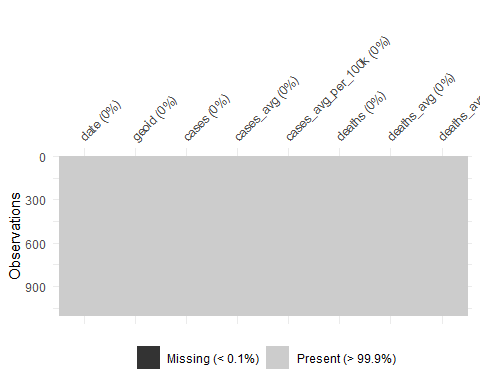 date (0%)
geoId (0%)
cases (0%)
cases_avg (0%)
cases_avg_per_100k (0%)
deaths (0%)
deaths_avg (0%)
deaths_av
0
300
600
900
Observations
Missing (< 0.1%)
Present (> 99.9%)